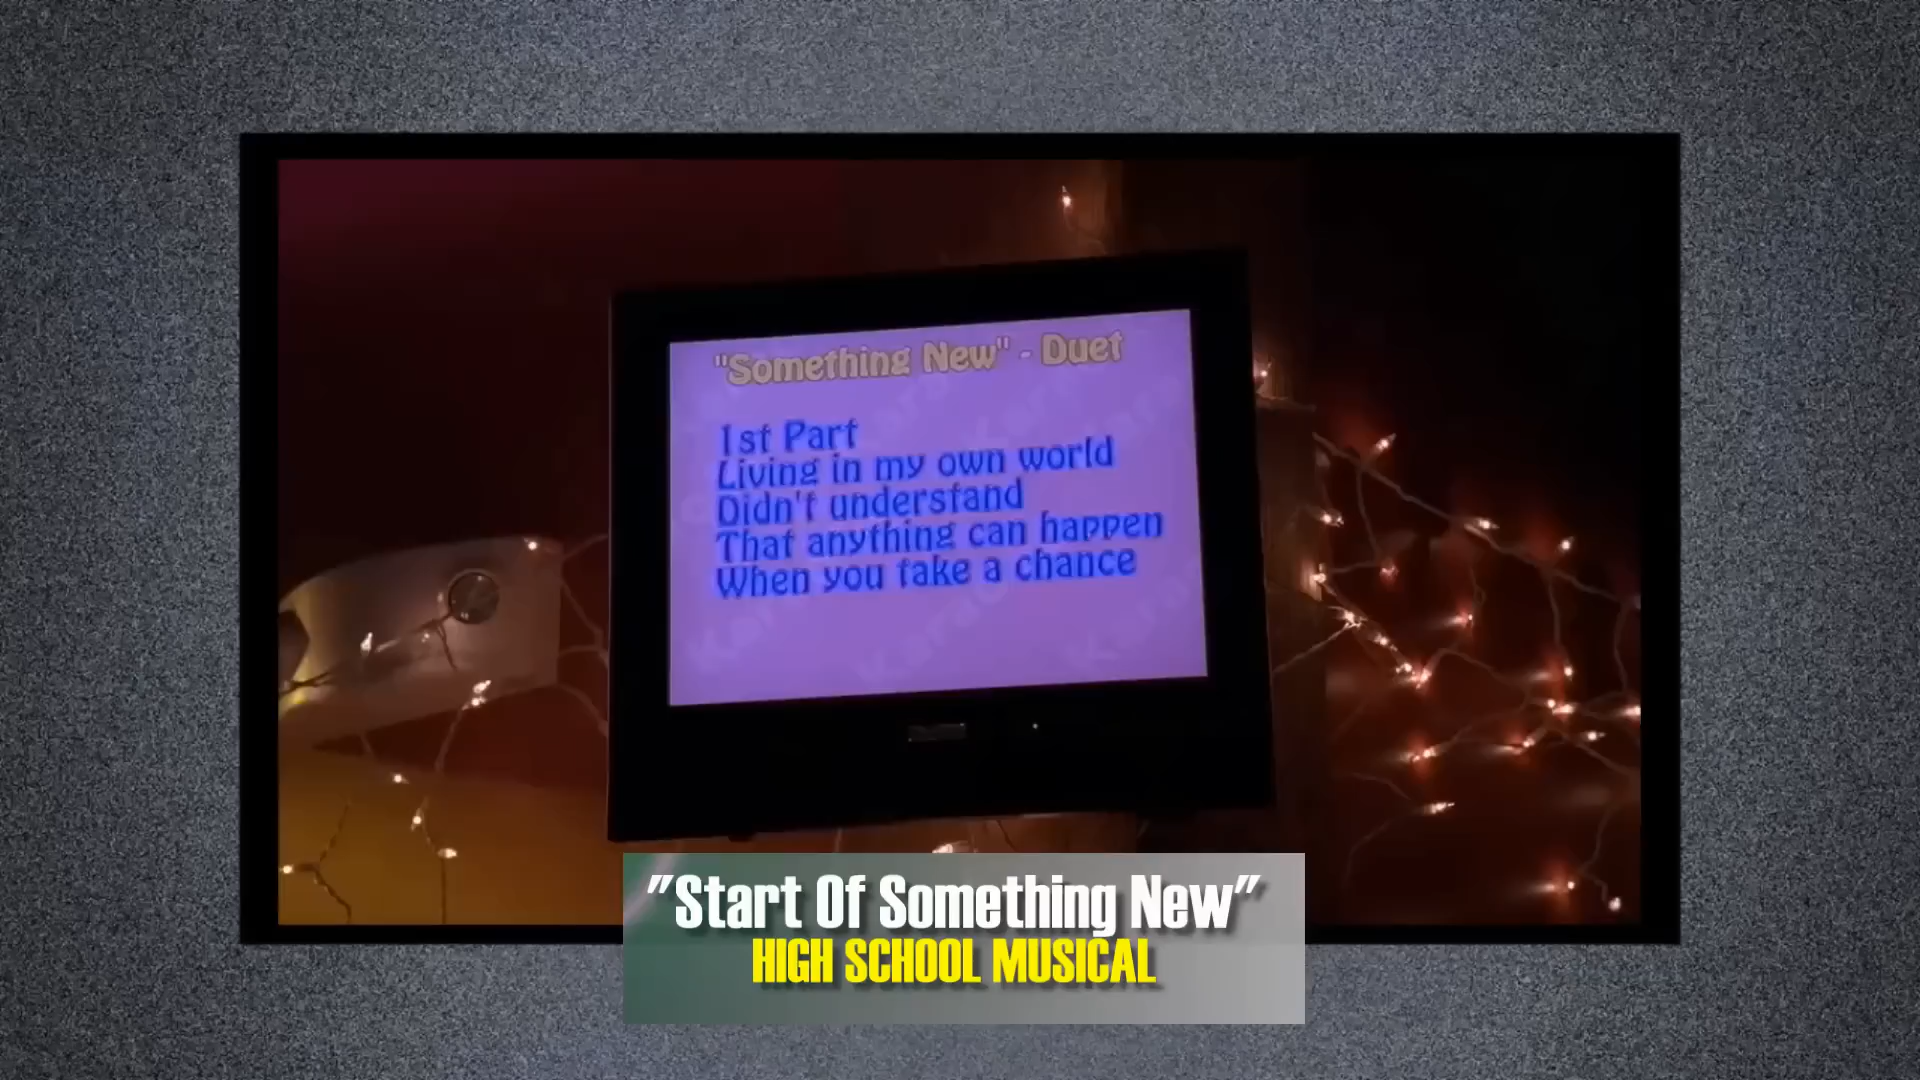 "Something New" - Duet
1st Part
Living in my own world
Didn't understand
That anything can happen
When you take a chance
"Start Of Something New"
HIGH SCHOOL MUSICAL